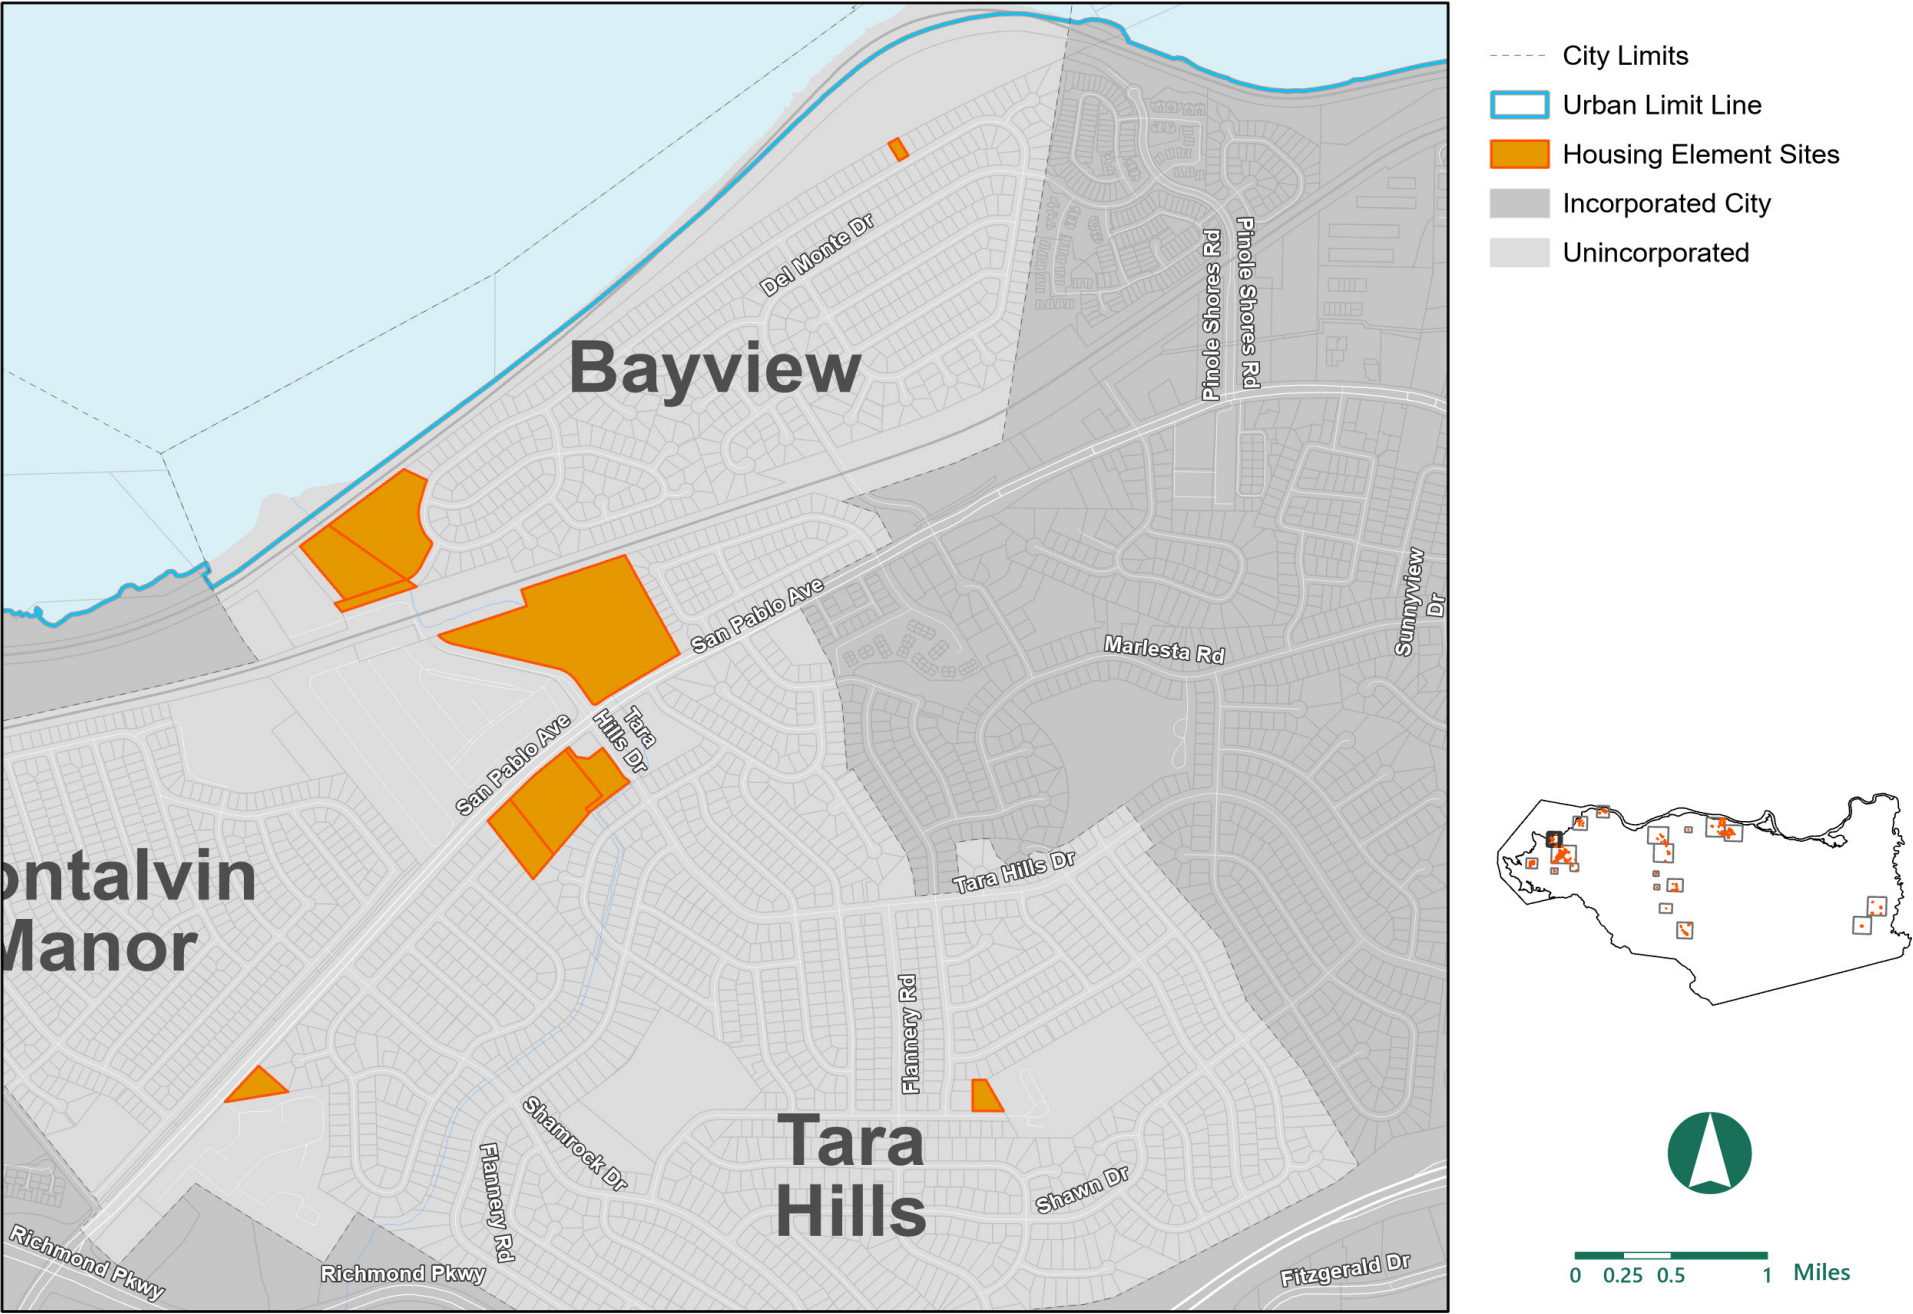 City Limits
Urban Limit Line
Housing Element Sites
Incorporated City
Unincorporated
Del Monte Dr
Pinole Shores Rd
Pinole Shores Rd
Bayview
San Pablo Ave
Marlesta Rd
Sunnyview
Dr
Tara
Hills Dr
San Pablo Ave
ontalvin
Manor
Tara Hills Dr
Flannery Rd
Shamrock Dr
Flannery Rd
Tara
Hills
Shawn Dr
Richmond Pkwy
Richmond Pkwy
Fitzgerald Dr
0 0.25 0.5 1 Miles